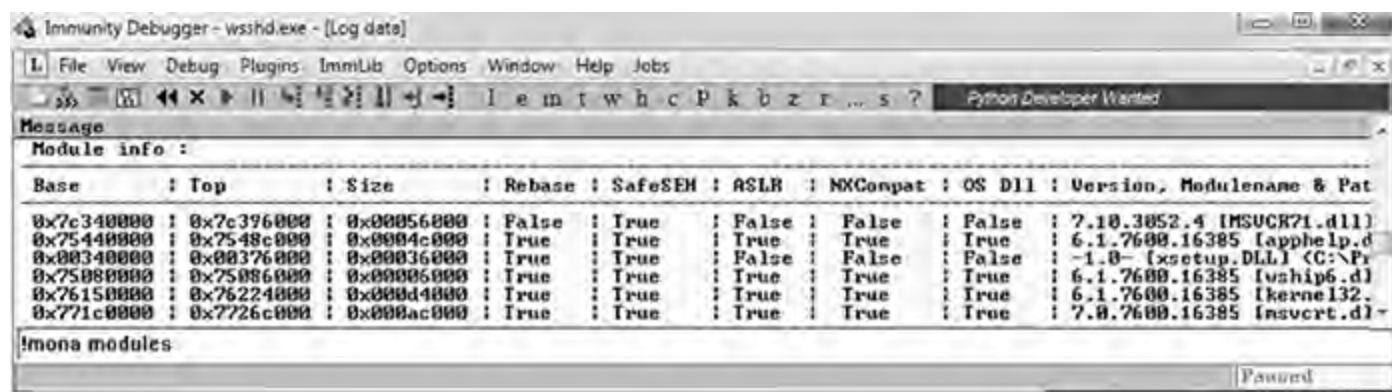 Immunity Debugger - wsshd.exe - [Log data]
L File View Debug Plugins ImmLib Options Window Help Jobs
l e m t w h c P k b z r ... s ? Python Developer Wanted
Message
Module info :
Base : Top : Size : Rebase : SafeSEH : ASLR : NXCompat : OS Dll : Version, Modulename & Pat
0x7c340000 : 0x7c396000 : 0x00056000 : False : True : False : False : False : 7.10.3052.4 [MSVCR71.dll]
0x75440000 : 0x7548c000 : 0x0004c000 : True : True : True : True : True : 6.1.7600.16385 [apphelp.d
0x00340000 : 0x00376000 : 0x00036000 : True : True : False : False : False : -1.0- [xsetup.DLL] (C:\Pr
0x75080000 : 0x75086000 : 0x00006000 : True : True : True : True : True : 6.1.7600.16385 [wship6.dl
0x76150000 : 0x76224000 : 0x000d4000 : True : True : True : True : True : 6.1.7600.16385 [kernel32.
0x771c0000 : 0x7726c000 : 0x000ac000 : True : True : True : True : True : 7.0.7600.16385 [msvcrt.dl
!mona modules
Paused